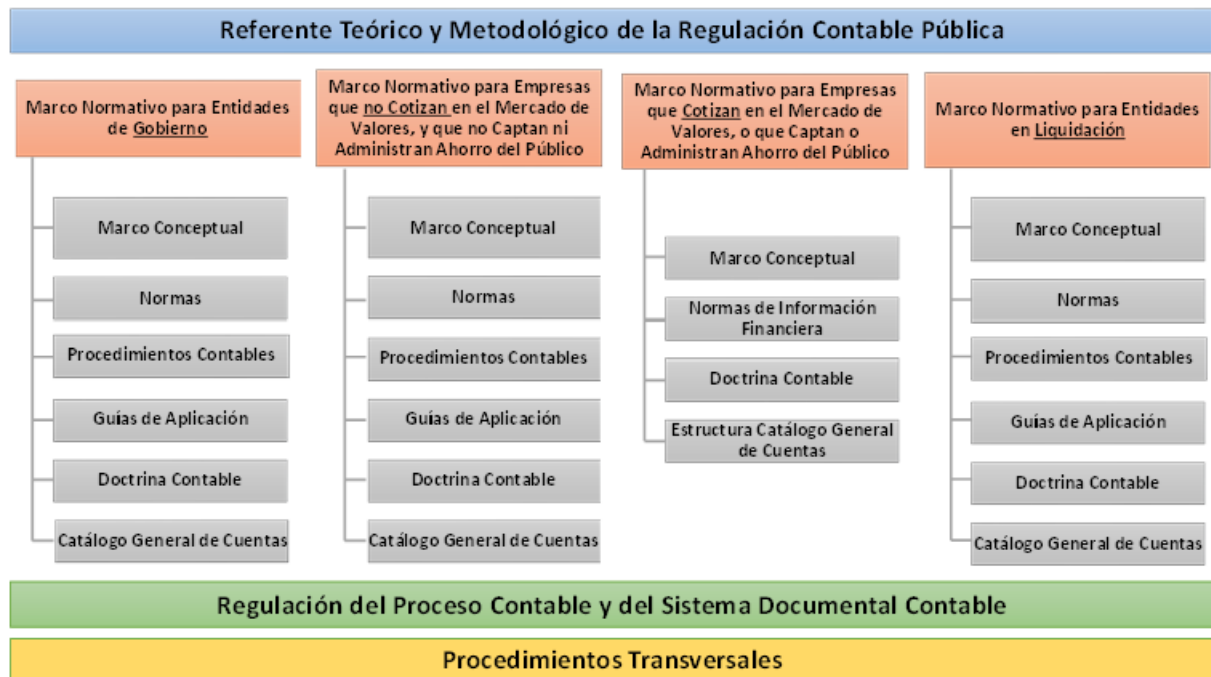 Referente Teórico y Metodológico de la Regulación Contable Pública
Marco Normativo para Entidades
de Gobierno
Marco Conceptual
Normas
Procedimientos Contables
Guías de Aplicación
Doctrina Contable
Catálogo General de Cuentas
Marco Normativo para Empresas
que no Cotizan en el Mercado de
Valores, y que no Captan ni
Administran Ahorro del Público
Marco Conceptual
Normas
Procedimientos Contables
Guías de Aplicación
Doctrina Contable
Catálogo General de Cuentas
Marco Normativo para Empresas
que Cotizan en el Mercado de
Valores, o que Captan o
Administran Ahorro del Público
Marco Conceptual
Normas de Información
Financiera
Doctrina Contable
Estructura Catálogo General
de Cuentas
Marco Normativo para Entidades
en Liquidación
Marco Conceptual
Normas
Procedimientos Contables
Guías de Aplicación
Doctrina Contable
Catálogo General de Cuentas
Regulación del Proceso Contable y del Sistema Documental Contable
Procedimientos Transversales